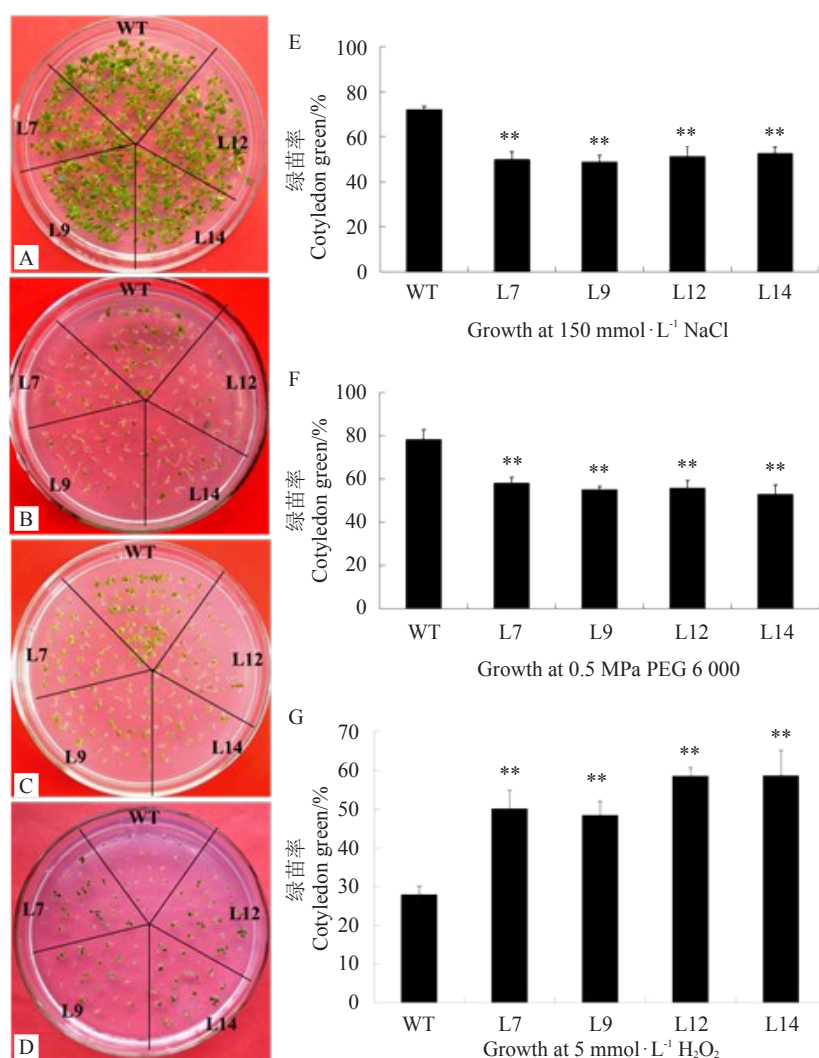 WT
L7
L12
L9
L14
A
WT
L7
L12
L9
L14
B
WT
L7
L12
L9
L14
C
WT
L7
L12
L9
L14
D
E
绿苗率
Cotyledon green/%
100
80
60
40
20
0
**
**
**
**
WT L7 L9 L12 L14
Growth at 150 mmol·L⁻¹ NaCl
F
绿苗率
Cotyledon green/%
100
80
60
40
20
0
**
**
**
**
WT L7 L9 L12 L14
Growth at 0.5 MPa PEG 6 000
G
绿苗率
Cotyledon green/%
70
60
50
40
30
20
10
0
**
**
**
**
WT L7 L9 L12 L14
Growth at 5 mmol·L⁻¹ H₂O₂